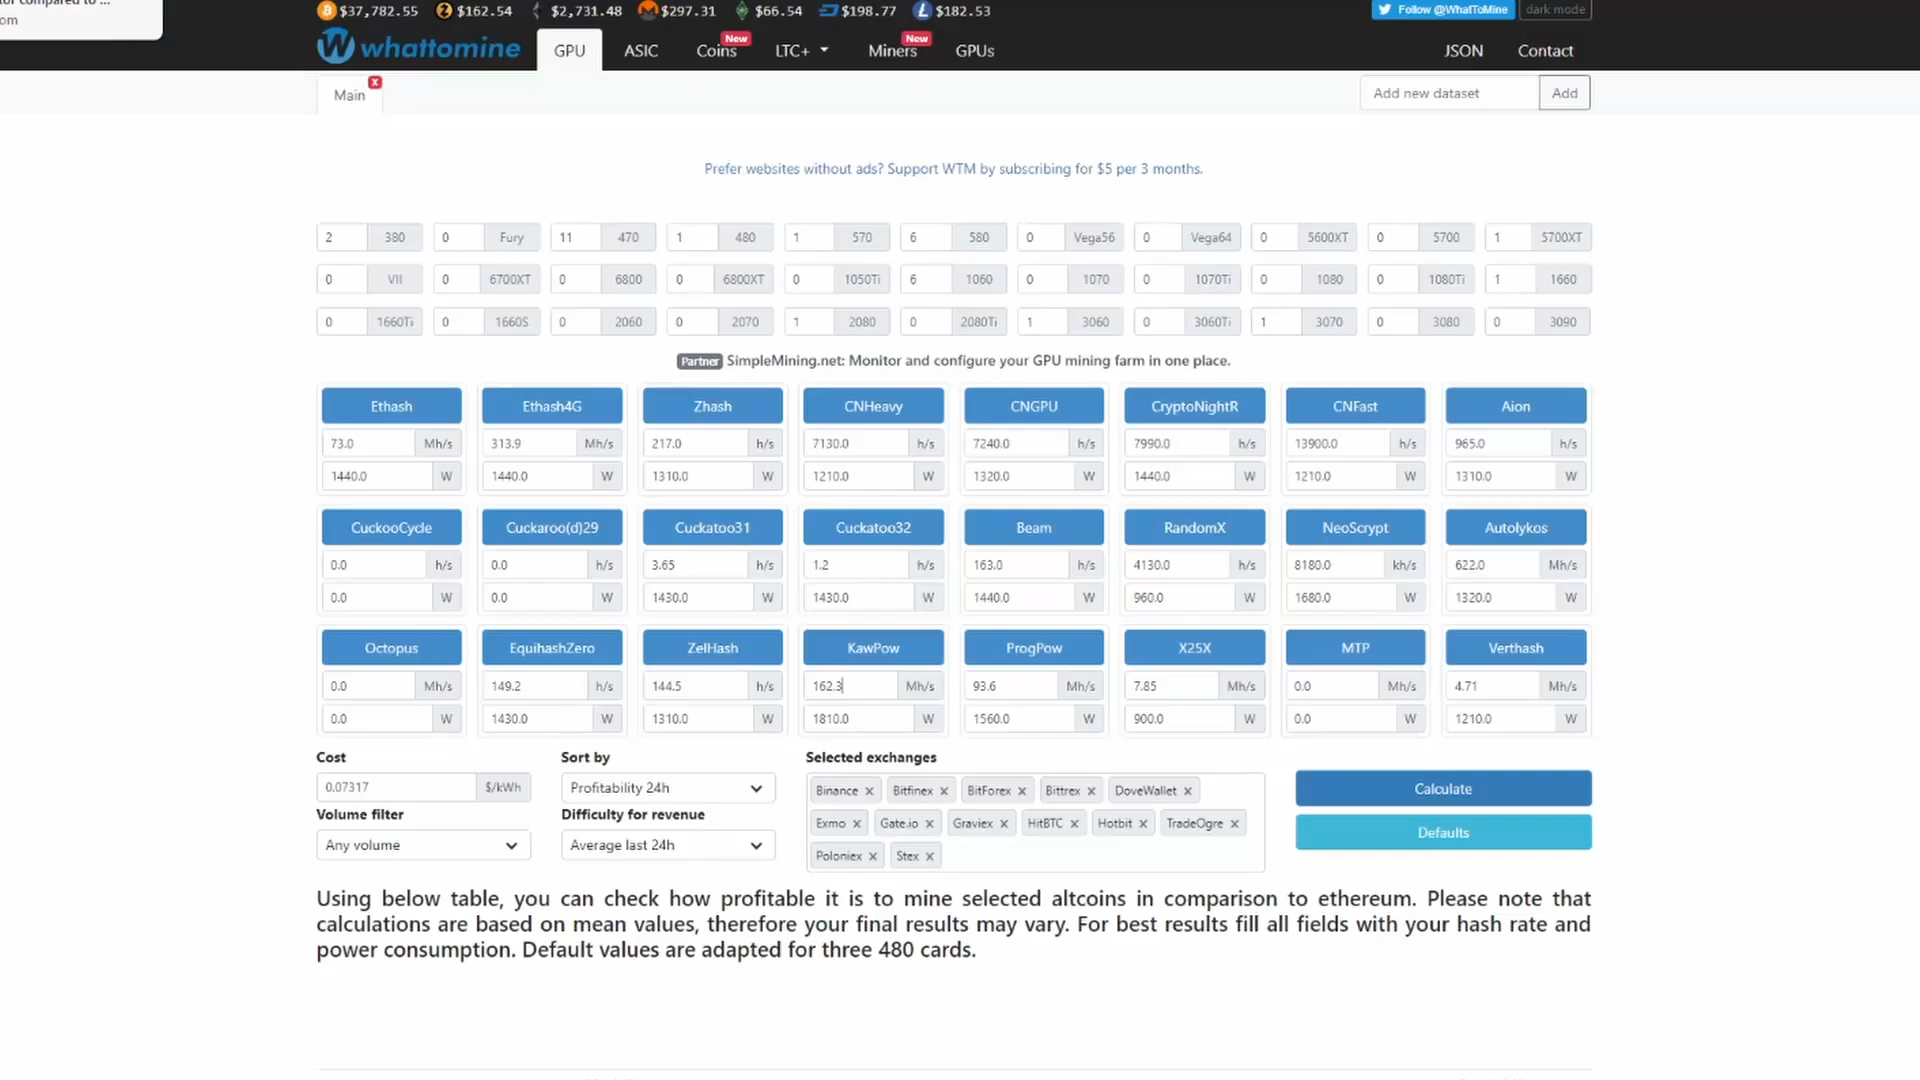 $37,782.55 $162.54 $2,731.48 $297.31 $66.54 $198.77 $182.53 Follow @WhatToMine dark mode
whattomine GPU ASIC Coins New LTC+ Miners New GPUs JSON Contact
Main x Add new dataset Add
Prefer websites without ads? Support WTM by subscribing for $5 per 3 months.
2 380 0 Fury 11 470 1 480 1 570 6 580 0 Vega56 0 Vega64 0 5600XT 0 5700 1 5700XT
0 VII 0 6700XT 0 6800 0 6800XT 0 1050Ti 6 1060 0 1070 0 1070Ti 0 1080 0 1080Ti 1 1660
0 1660Ti 0 1660S 0 2060 0 2070 1 2080 0 2080Ti 1 3060 0 3060Ti 1 3070 0 3080 0 3090
Partner SimpleMining.net: Monitor and configure your GPU mining farm in one place.
Ethash Ethash4G Zhash CNHeavy CNGPU CryptoNightR CNFast Aion
73.0 Mh/s 313.9 Mh/s 217.0 h/s 7130.0 h/s 7240.0 h/s 7990.0 h/s 13900.0 h/s 965.0 h/s
1440.0 W 1440.0 W 1310.0 W 1210.0 W 1320.0 W 1440.0 W 1210.0 W 1310.0 W
CuckooCycle Cuckaroo(d)29 Cuckatoo31 Cuckatoo32 Beam RandomX NeoScrypt Autolykos
0.0 h/s 0.0 h/s 3.65 h/s 1.2 h/s 163.0 h/s 4130.0 h/s 8180.0 kh/s 622.0 Mh/s
0.0 W 0.0 W 1430.0 W 1430.0 W 1440.0 W 960.0 W 1680.0 W 1320.0 W
Octopus EquihashZero ZelHash KawPow ProgPow X25X MTP Verthash
0.0 Mh/s 149.2 h/s 144.5 h/s 162.3 Mh/s 93.6 Mh/s 7.85 Mh/s 0.0 Mh/s 4.71 Mh/s
0.0 W 1430.0 W 1310.0 W 1810.0 W 1560.0 W 900.0 W 0.0 W 1210.0 W
Cost Sort by Selected exchanges
0.07317 $/kWh Profitability 24h Binance × Bitfinex × BitForex × Bittrex × DoveWallet × Calculate
Volume filter Difficulty for revenue Exmo × Gate.io × Graviex × HitBTC × Hotbit × TradeOgre × Defaults
Any volume Average last 24h Poloniex × Stex ×
Using below table, you can check how profitable it is to mine selected altcoins in comparison to ethereum. Please note that
calculations are based on mean values, therefore your final results may vary. For best results fill all fields with your hash rate and
power consumption. Default values are adapted for three 480 cards.